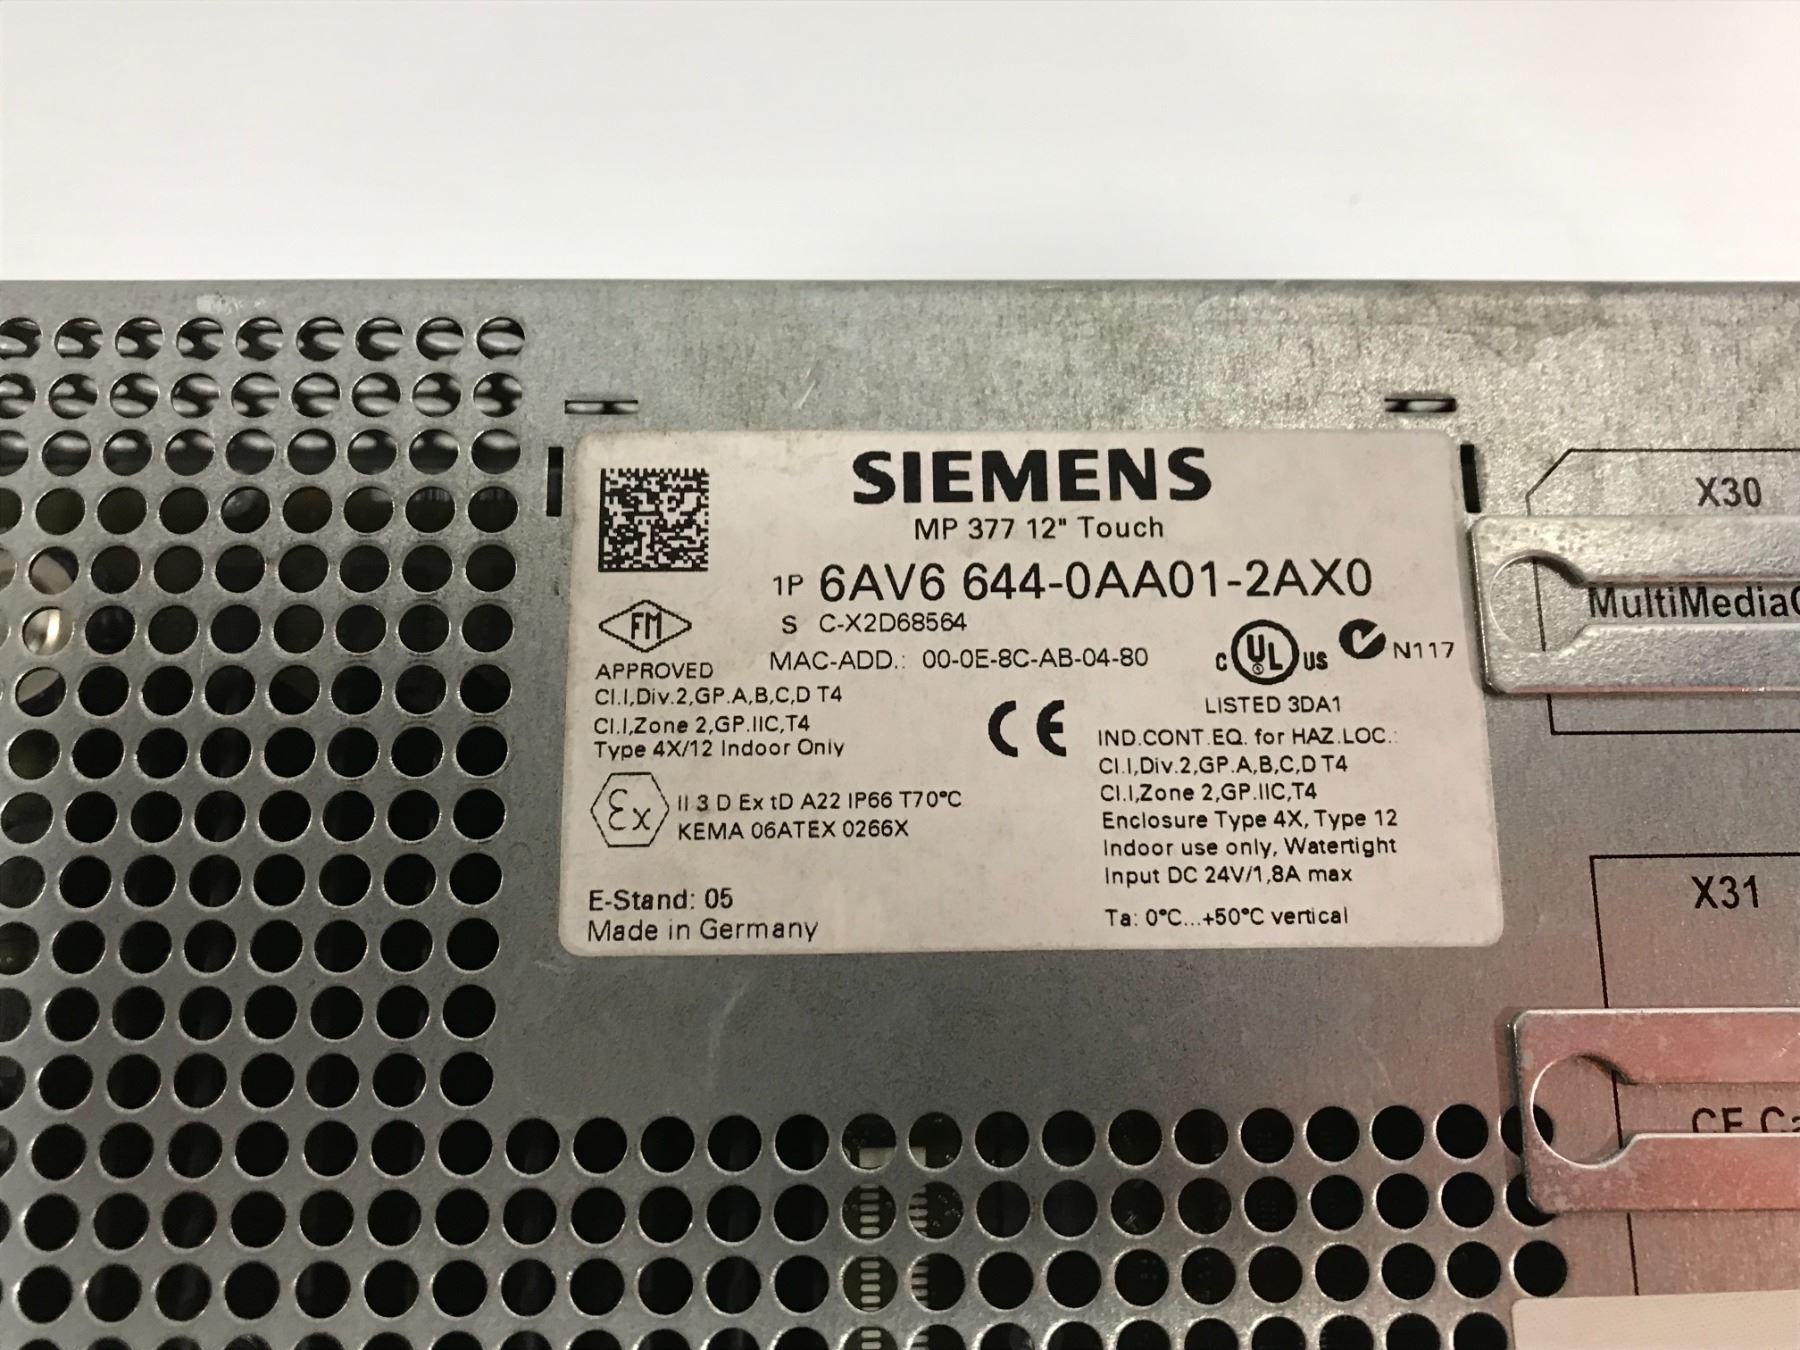 SIEMENS
MP 377 12" Touch
1P 6AV6 644-0AA01-2AX0
S C-X2D68564
MAC-ADD.: 00-0E-8C-AB-04-80
FM
APPROVED
Cl.I,Div.2,GP.A,B,C,D T4
Cl.I,Zone 2,GP.IIC,T4
Type 4X/12 Indoor Only
Ex II 3 D Ex tD A22 IP66 T70°C
KEMA 06ATEX 0266X
E-Stand: 05
Made in Germany
CE
C UL US N117
LISTED 3DA1
IND.CONT.EQ. for HAZ.LOC.:
Cl.I,Div.2,GP.A,B,C,D T4
Cl.I,Zone 2,GP.IIC,T4
Enclosure Type 4X, Type 12
Indoor use only, Watertight
Input DC 24V/1,8A max
Ta: 0°C...+50°C vertical
X30
MultiMedia
X31
CF